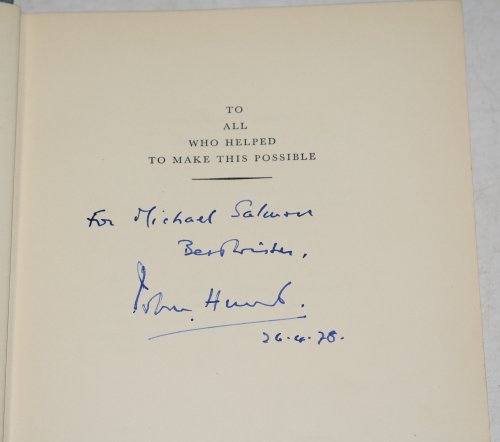 TO
ALL
WHO HELPED
TO MAKE THIS POSSIBLE
For Michael Salmon
Best Wishes,
John Hunt.
26.4.78.